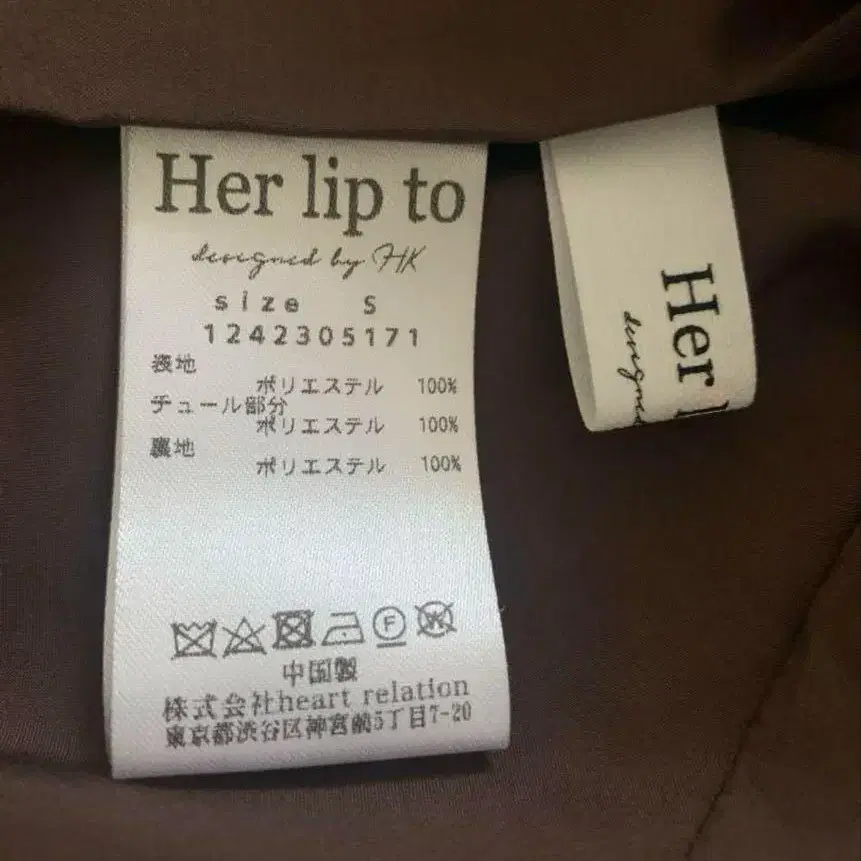 Her lip to
designed by HK
size S
1242305171
表地
ポリエステル 100%
チュール部分
ポリエステル 100%
裏地
ポリエステル 100%
F
W
中国製
株式会社heart relation
東京都渋谷区神宮前5丁目7-20
Her l
designed